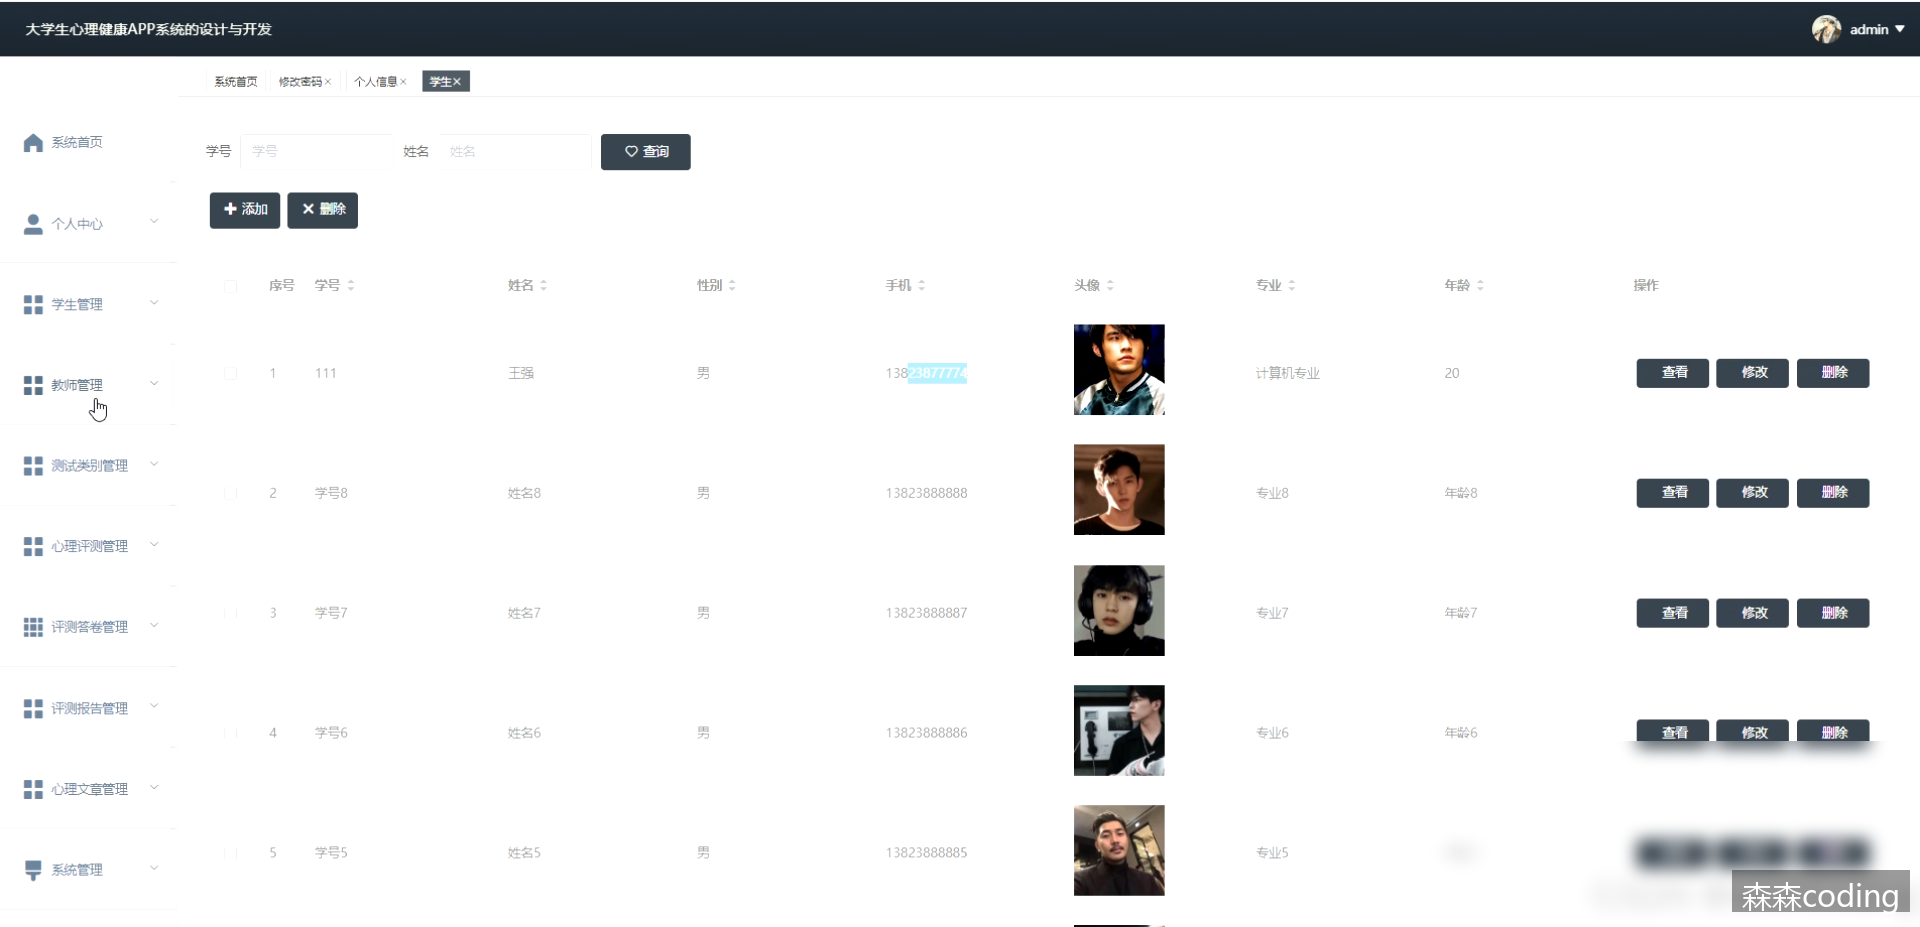 大学生心理健康APP系统的设计与开发
admin
系统首页 修改密码× 个人信息× 学生×
系统首页
个人中心
学生管理
教师管理
测试类别管理
心理评测管理
评测答卷管理
评测报告管理
心理文章管理
系统管理
学号 学号 姓名 姓名 查询
添加 删除
序号 学号 姓名 性别 手机 头像 专业 年龄 操作
1 111 王强 男 13823877774 计算机专业 20 查看 修改 删除
2 学号8 姓名8 男 13823888888 专业8 年龄8 查看 修改 删除
3 学号7 姓名7 男 13823888887 专业7 年龄7 查看 修改 删除
4 学号6 姓名6 男 13823888886 专业6 年龄6 查看 修改 删除
5 学号5 姓名5 男 13823888885 专业5
森森coding